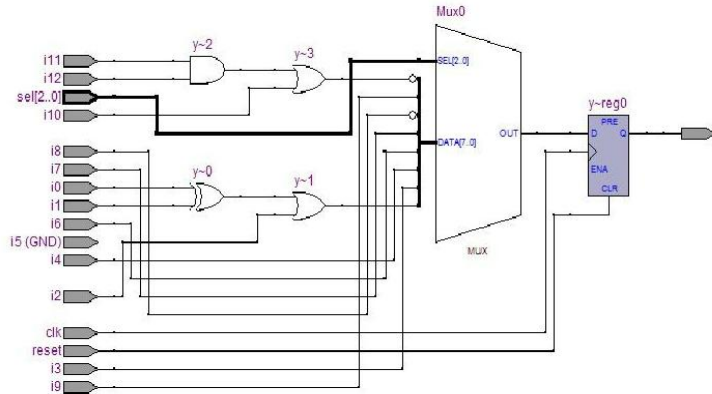 Mux0
y~2
y~3
i11
i12
sel[2..0]
i10
SEL[2..0]
y~reg0
PRE
D
Q
ENA
CLR
OUT
DATA[7..0]
i8
i7
i0
i1
i6
i5 (GND)
i4
i2
y~0
y~1
MUX
clk
reset
i3
i9